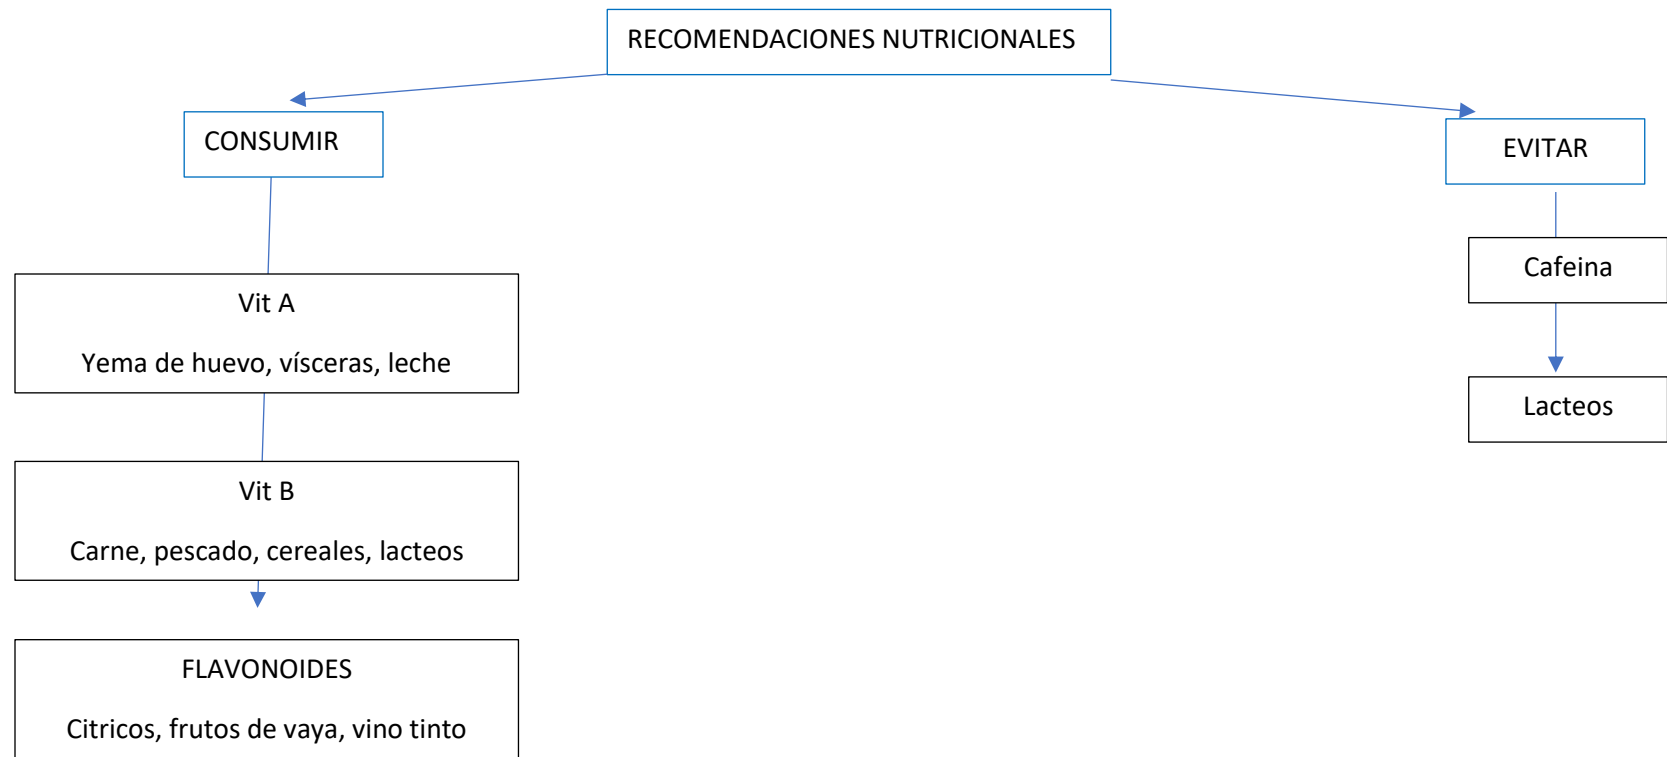 RECOMENDACIONES NUTRICIONALES
CONSUMIR
EVITAR
Vit A
Yema de huevo, vísceras, leche
Vit B
Carne, pescado, cereales, lacteos
FLAVONOIDES
Citricos, frutos de vaya, vino tinto
Cafeina
Lacteos